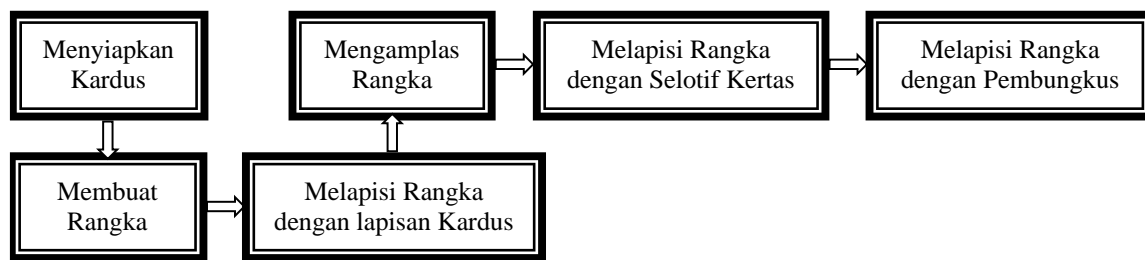 Menyiapkan
Kardus
Membuat
Rangka
Melapisi Rangka
dengan lapisan Kardus
Mengamplas
Rangka
Melapisi Rangka
dengan Selotif Kertas
Melapisi Rangka
dengan Pembungkus